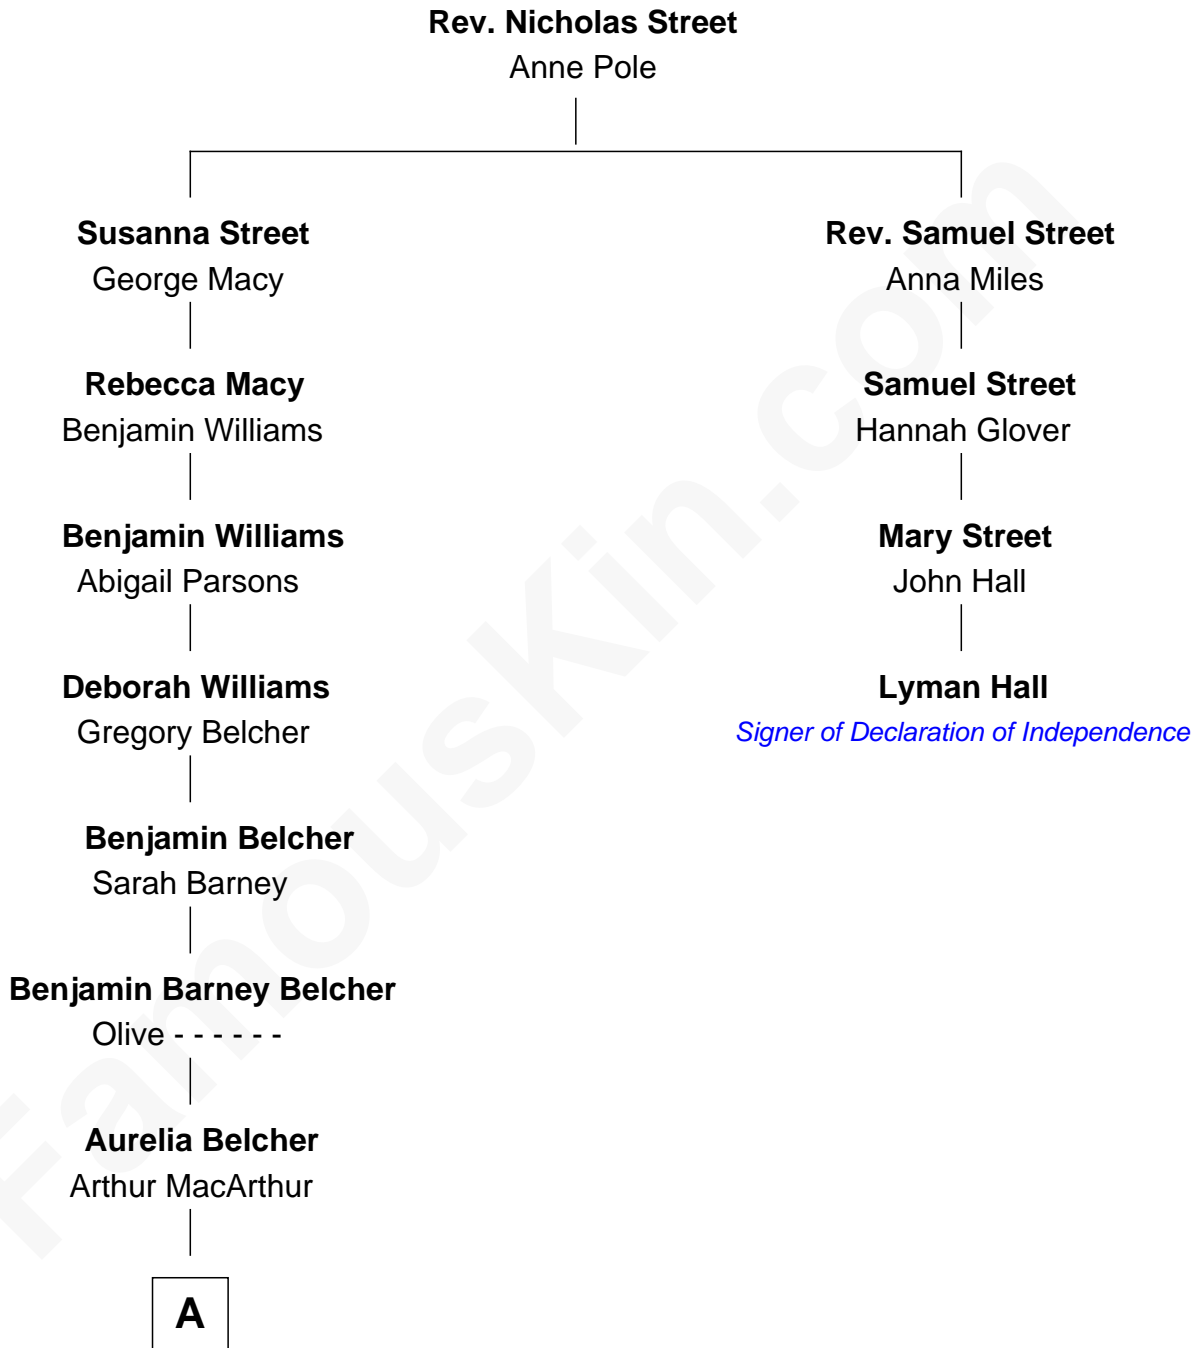 Rev. Nicholas Street
Anne Pole
Susanna Street
George Macy
Rev. Samuel Street
Anna Miles
Rebecca Macy
Benjamin Williams
Samuel Street
Hannah Glover
Benjamin Williams
Abigail Parsons
Mary Street
John Hall
Deborah Williams
Gregory Belcher
Lyman Hall
Signer of Declaration of Independence
Benjamin Belcher
Sarah Barney
Benjamin Barney Belcher
Olive - - - - - -
Aurelia Belcher
Arthur MacArthur
A
FamousKin.com